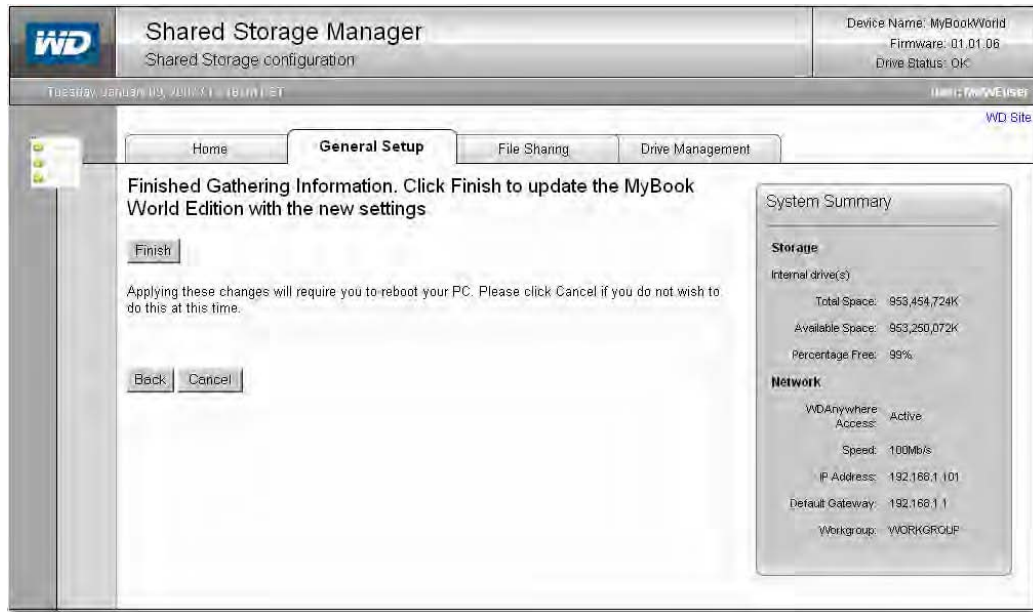 WD
Shared Storage Manager
Shared Storage configuration
Device Name: MyBookWorld
Firmware: 01.01.06
Drive Status: OK
WD Site
Home
General Setup
File Sharing
Drive Management
Finished Gathering Information. Click Finish to update the MyBook
World Edition with the new settings
Finish
Applying these changes will require you to reboot your PC. Please click Cancel if you do not wish to
do this at this time.
Back
Cancel
System Summary
Storage
Internal drive(s)
Total Space: 953,454,724K
Available Space: 953,250,072K
Percentage Free: 99%
Network
WDAnywhere
Access: Active
Speed: 100Mb/s
IP Address: 192.168.1.101
Default Gateway: 192.168.1.1
Workgroup: WORKGROUP